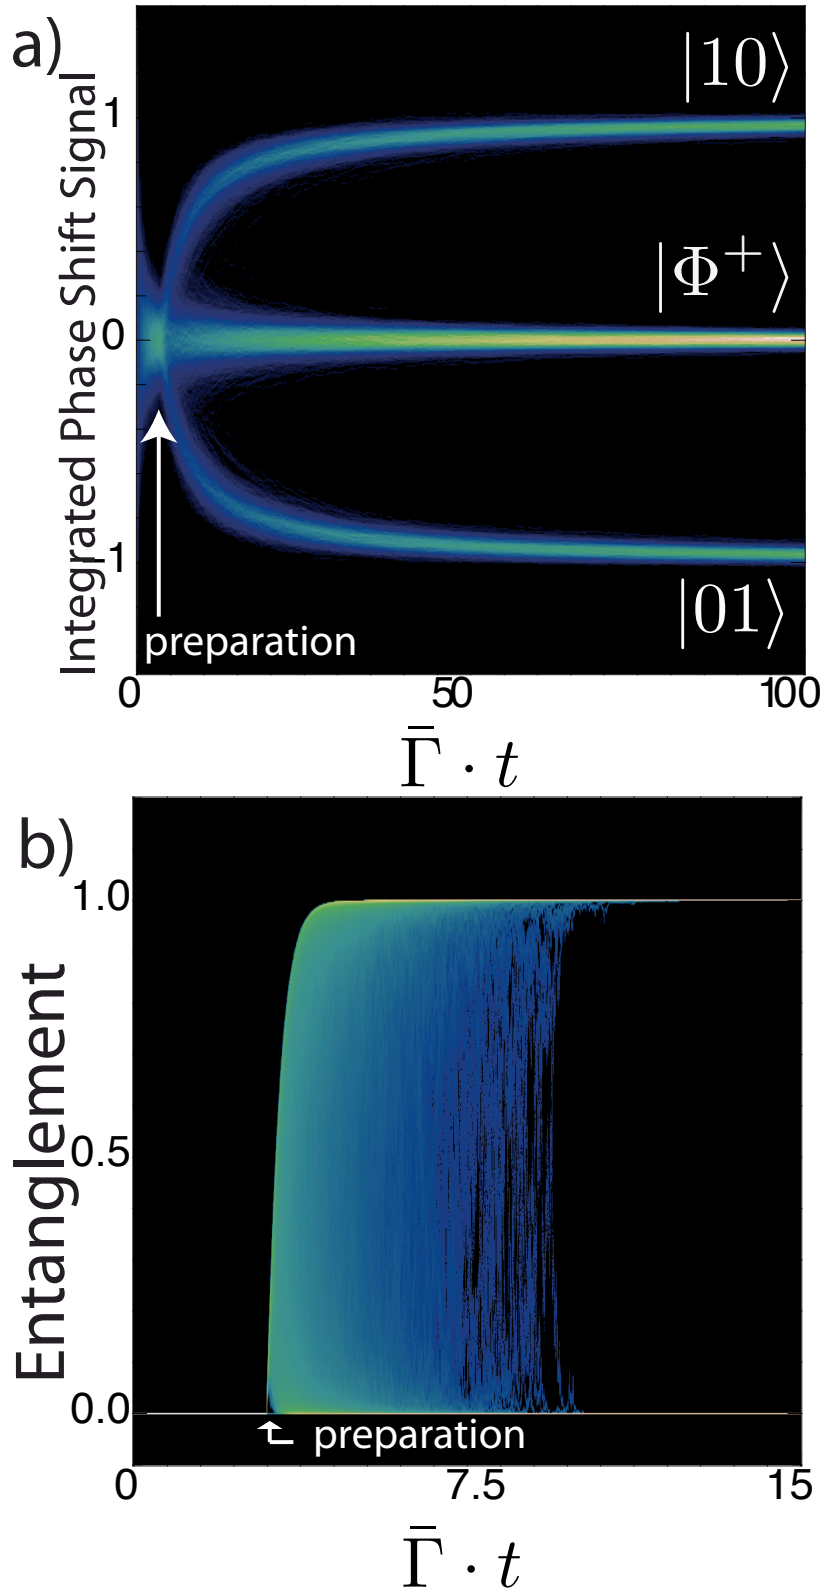 a)
Integrated Phase Shift Signal
1
0
-1
|10⟩
|Φ⁺⟩
|01⟩
preparation
0 50 100
Γ̄ · t
b)
Entanglement
1.0
0.5
0.0
preparation
0 7.5 15
Γ̄ · t